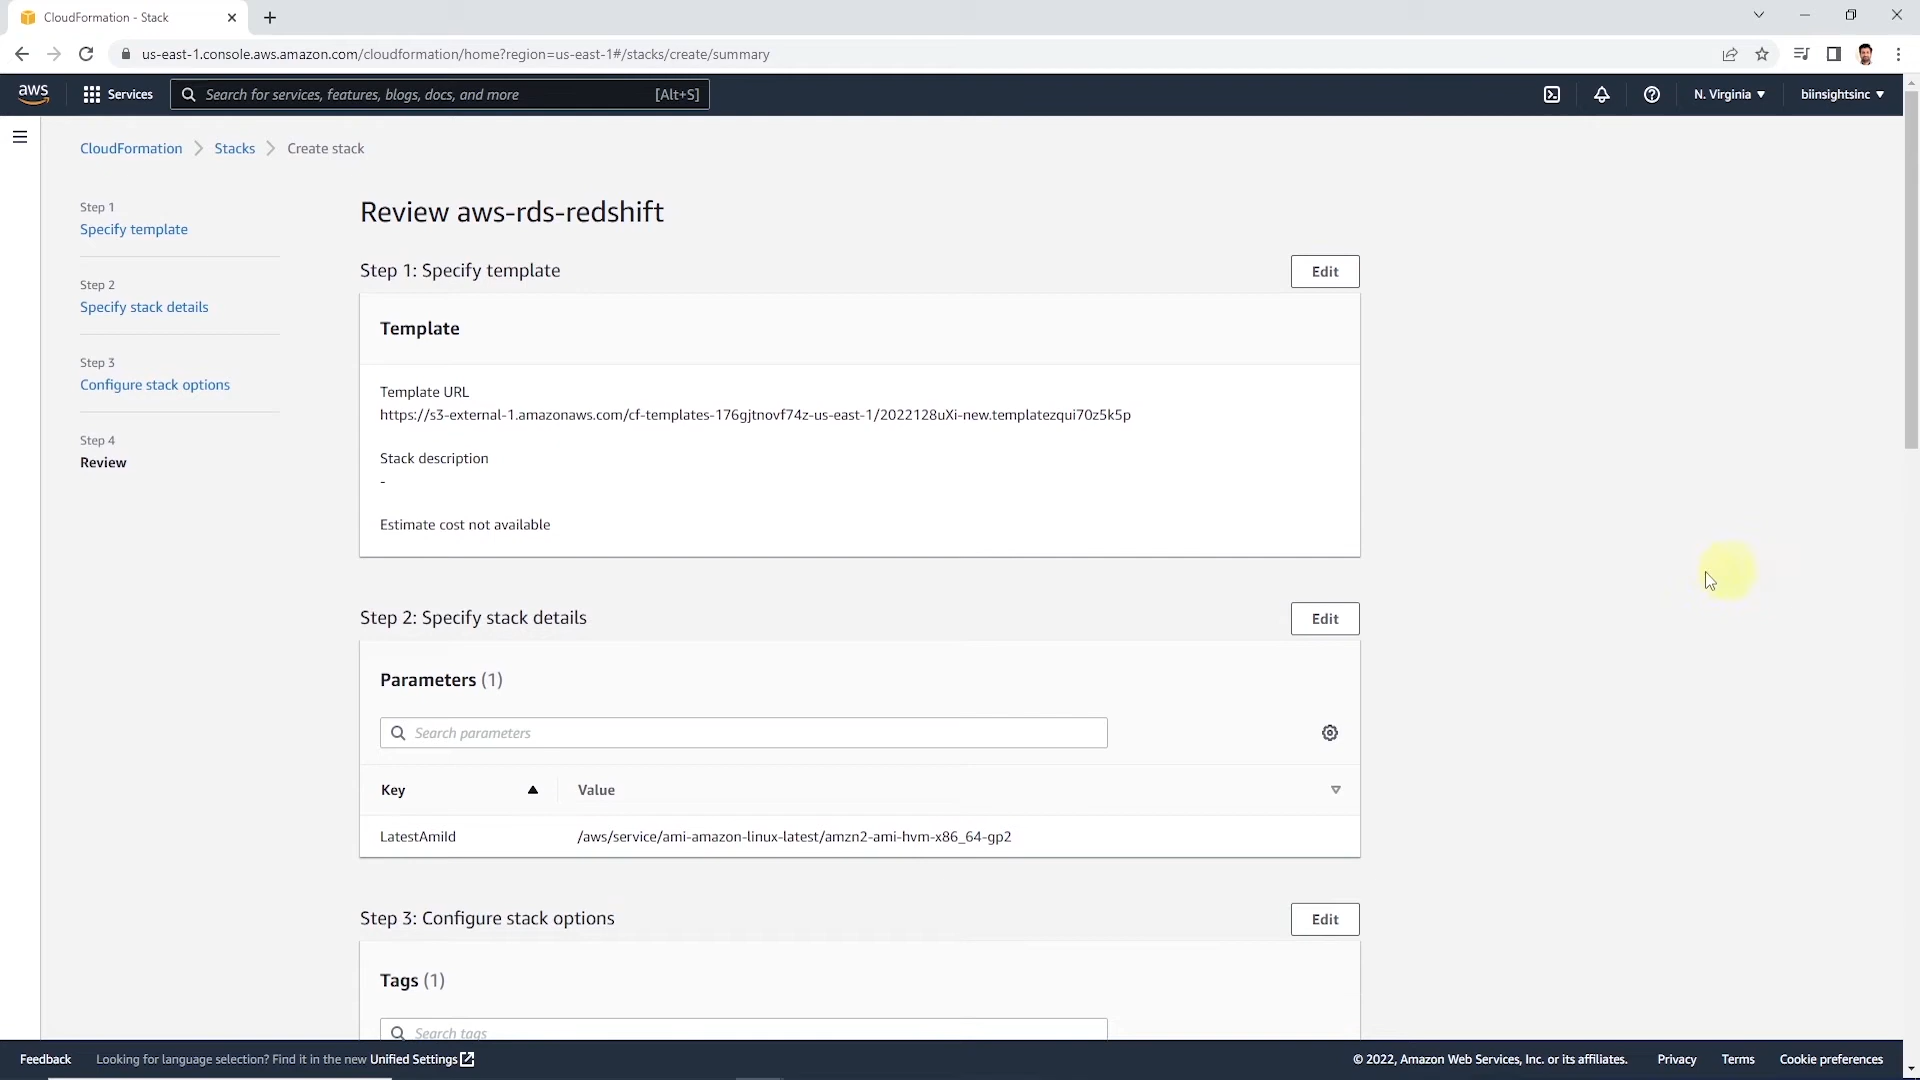 CloudFormation - Stack
us-east-1.console.aws.amazon.com/cloudformation/home?region=us-east-1#/stacks/create/summary
aws
Services
Search for services, features, blogs, docs, and more
[Alt+S]
N. Virginia
biinsightsinc
CloudFormation
Stacks
Create stack
Step 1
Specify template
Step 2
Specify stack details
Step 3
Configure stack options
Step 4
Review
Review aws-rds-redshift
Step 1: Specify template
Edit
Template
Template URL
https://s3-external-1.amazonaws.com/cf-templates-176gjtnovf74z-us-east-1/2022128uXi-new.templatezqui70z5k5p
Stack description
-
Estimate cost not available
Step 2: Specify stack details
Edit
Parameters (1)
Search parameters
Key
Value
LatestAmiId
/aws/service/ami-amazon-linux-latest/amzn2-ami-hvm-x86_64-gp2
Step 3: Configure stack options
Edit
Tags (1)
Search tags
Feedback
Looking for language selection? Find it in the new Unified Settings
© 2022, Amazon Web Services, Inc. or its affiliates.
Privacy
Terms
Cookie preferences